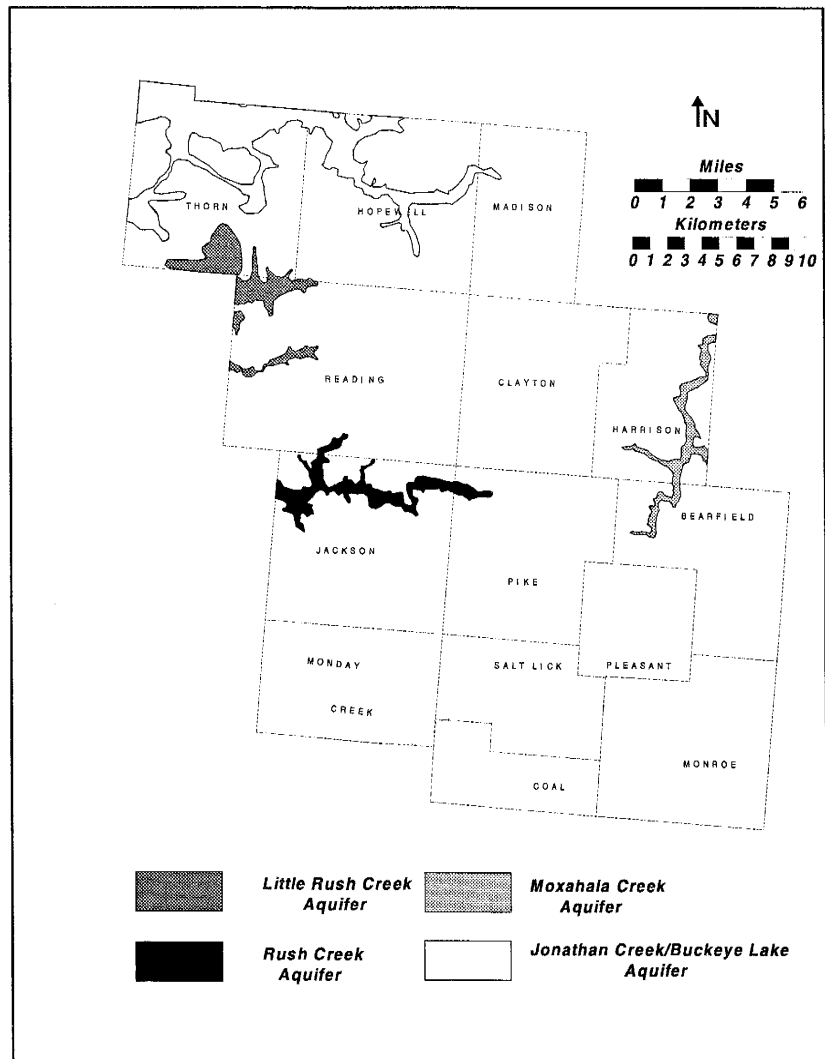 N
Miles
0 1 2 3 4 5 6
Kilometers
0 1 2 3 4 5 6 7 8 9 10
THORN
HOPEWELL
MADISON
READING
CLAYTON
HARRISON
BEARFIELD
JACKSON
PIKE
MONDAY
CREEK
SALT LICK
PLEASANT
MONROE
COAL
Little Rush Creek
Aquifer
Moxahala Creek
Aquifer
Rush Creek
Aquifer
Jonathan Creek/Buckeye Lake
Aquifer